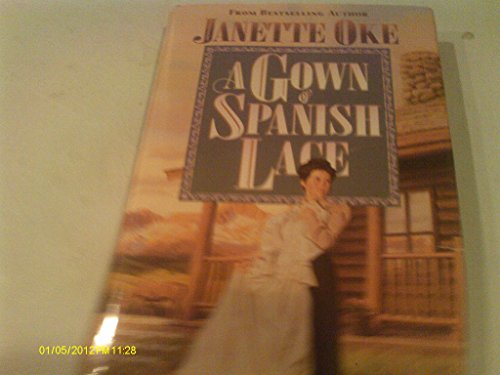 FROM BESTSELLING AUTHOR
JANETTE OKE
A GOWN
OF
SPANISH
LACE
01/05/2012 PM 11:28